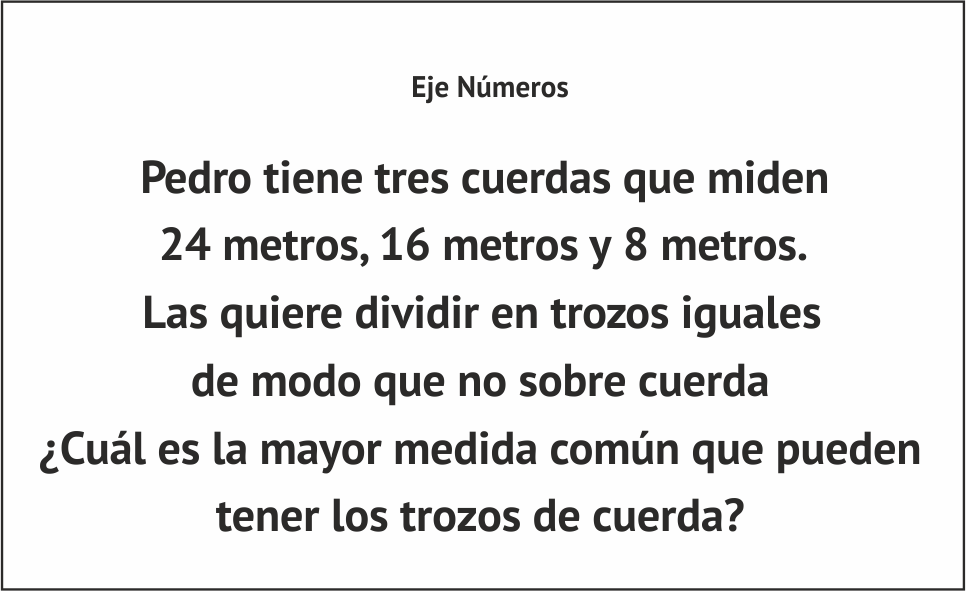 Eje Números
Pedro tiene tres cuerdas que miden
24 metros, 16 metros y 8 metros.
Las quiere dividir en trozos iguales
de modo que no sobre cuerda
¿Cuál es la mayor medida común que pueden
tener los trozos de cuerda?